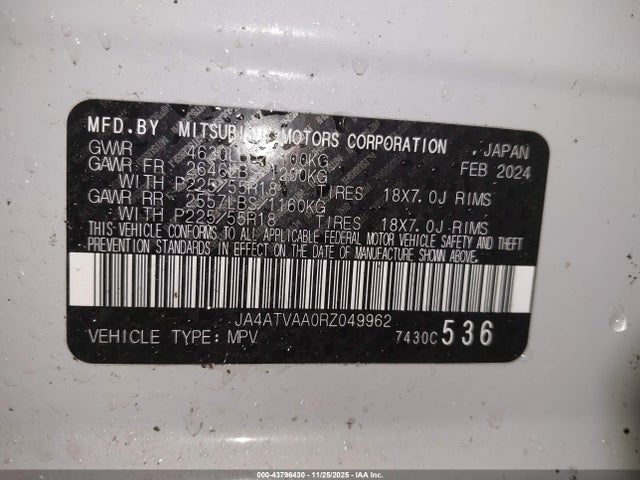 MFD.BY MITSUBISHI MOTORS CORPORATION , JAPAN
GWWR FEB 2024
GAWR FR 2646LBS 1200KG
WITH P225/55R18 TIRES 18X7.0J RIMS
GAWR RR 2557LBS 1160KG
WITH P225/55R18 TIRES 18X7.0J RIMS
THIS VEHICLE CONFORMS TO ALL APPLICABLE FEDERAL MOTOR VEHICLE SAFETY AND THEFT
PREVENTION STANDARDS IN EFFECT ON THE DATE OF MANUFACTURE SHOWN ABOVE.
JA4ATVAA0RZ049962
VEHICLE TYPE: MPV 7430C 536
000-43796430 - 11/25/2025 - IAA Inc.